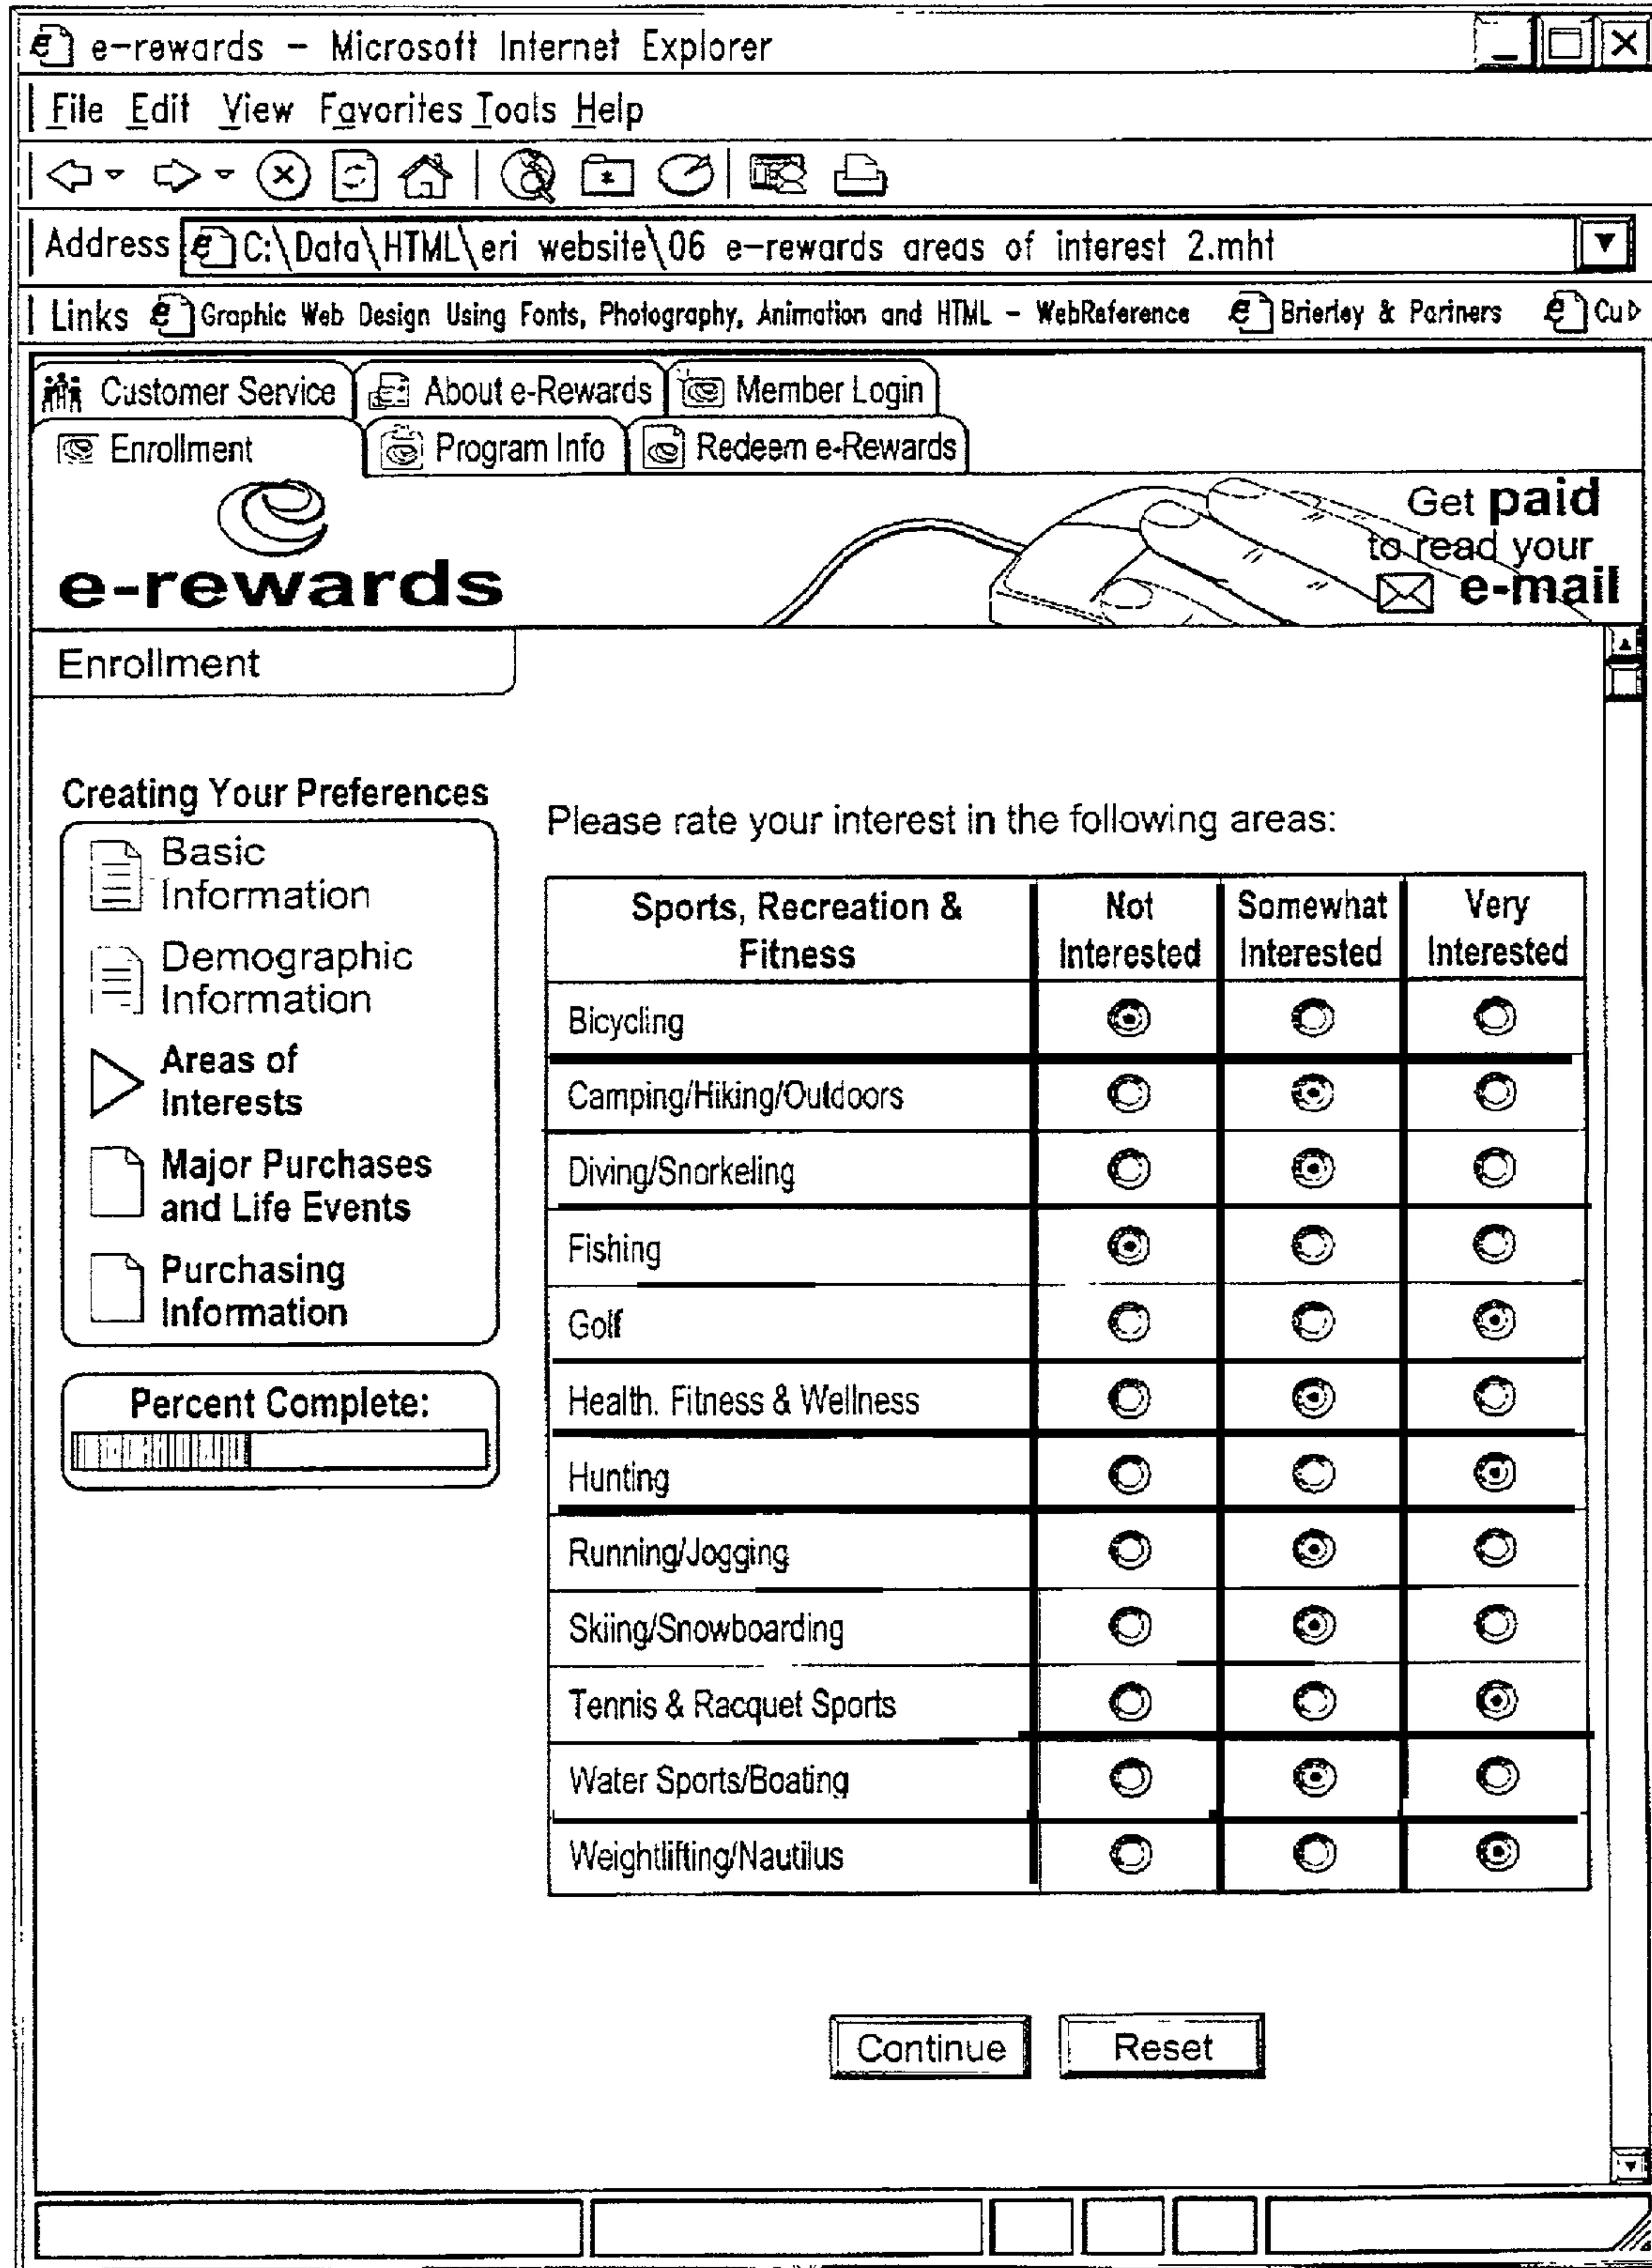 e-rewards - Microsoft Internet Explorer
File Edit View Favorites Tools Help
Address C:\Data\HTML\eri website\06 e-rewards areas of interest 2.mht
Links Graphic Web Design Using Fonts, Photography, Animation and HTML - WebReference Brierley & Partners Cu
Customer Service About e-Rewards Member Login
Enrollment Program Info Redeem e-Rewards
e-rewards
Get paid
to read your
e-mail
Enrollment
Creating Your Preferences
Basic
Information
Demographic
Information
Areas of
Interests
Major Purchases
and Life Events
Purchasing
Information
Percent Complete:
Please rate your interest in the following areas:
Sports, Recreation & Not Somewhat Very
Fitness Interested Interested Interested
Bicycling
Camping/Hiking/Outdoors
Diving/Snorkeling
Fishing
Golf
Health. Fitness & Wellness
Hunting
Running/Jogging
Skiing/Snowboarding
Tennis & Racquet Sports
Water Sports/Boating
Weightlifting/Nautilus
Continue Reset